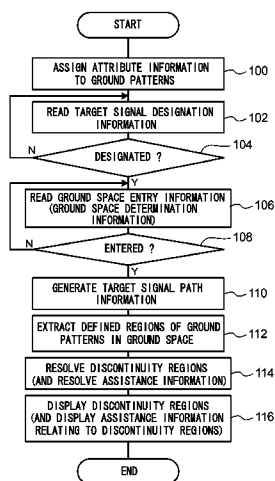 START
ASSIGN ATTRIBUTE INFORMATION
TO GROUND PATTERNS
100
READ TARGET SIGNAL DESIGNATION
INFORMATION
102
DESIGNATED ?
104
N
Y
READ GROUND SPACE ENTRY INFORMATION
(GROUND SPACE DETERMINATION
INFORMATION)
106
ENTERED ?
108
N
Y
GENERATE TARGET SIGNAL PATH
INFORMATION
110
EXTRACT DEFINED REGIONS OF GROUND
PATTERNS IN GROUND SPACE
112
RESOLVE DISCONTINUITY REGIONS
(AND RESOLVE ASSISTANCE INFORMATION)
114
DISPLAY DISCONTINUITY REGIONS
(AND DISPLAY ASSISTANCE INFORMATION
RELATING TO DISCONTINUITY REGIONS)
116
END